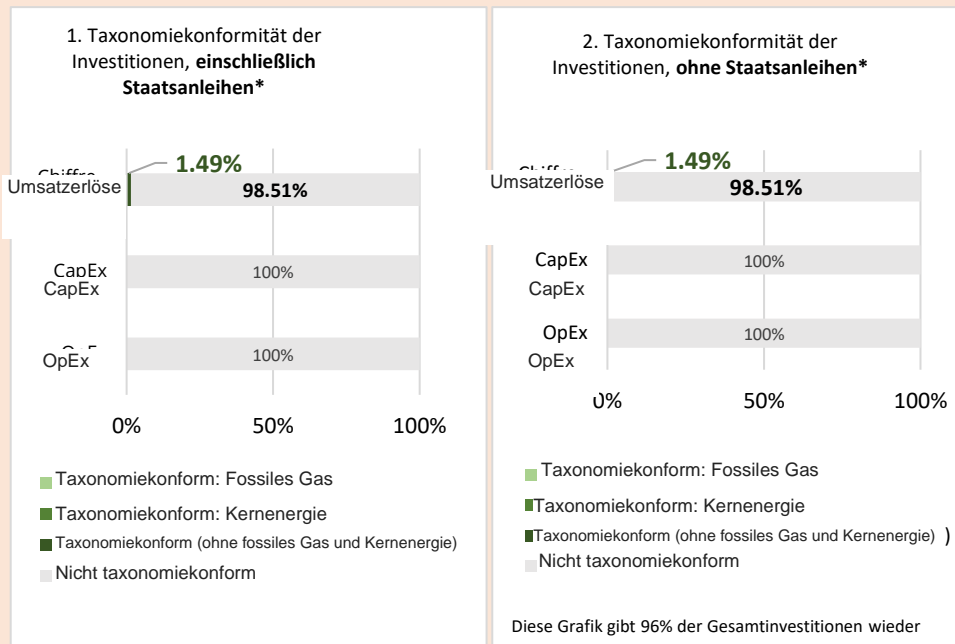 1. Taxonomiekonformität der
Investitionen, einschließlich
Staatsanleihen*
1.49%
Umsatzerlöse
98.51%
CapEx
100%
CapEx
100%
OpEx
0%
50%
100%
Taxonomiekonform: Fossiles Gas
Taxonomiekonform: Kernenergie
Taxonomiekonform (ohne fossiles Gas und Kernenergie)
Nicht taxonomiekonform
2. Taxonomiekonformität der
Investitionen, ohne Staatsanleihen*
1.49%
Umsatzerlöse
98.51%
CapEx
100%
CapEx
OpEx
100%
OpEx
0%
50%
100%
Taxonomiekonform: Fossiles Gas
Taxonomiekonform: Kernenergie
Taxonomiekonform (ohne fossiles Gas und Kernenergie) )
Nicht taxonomiekonform
Diese Grafik gibt 96% der Gesamtinvestitionen wieder